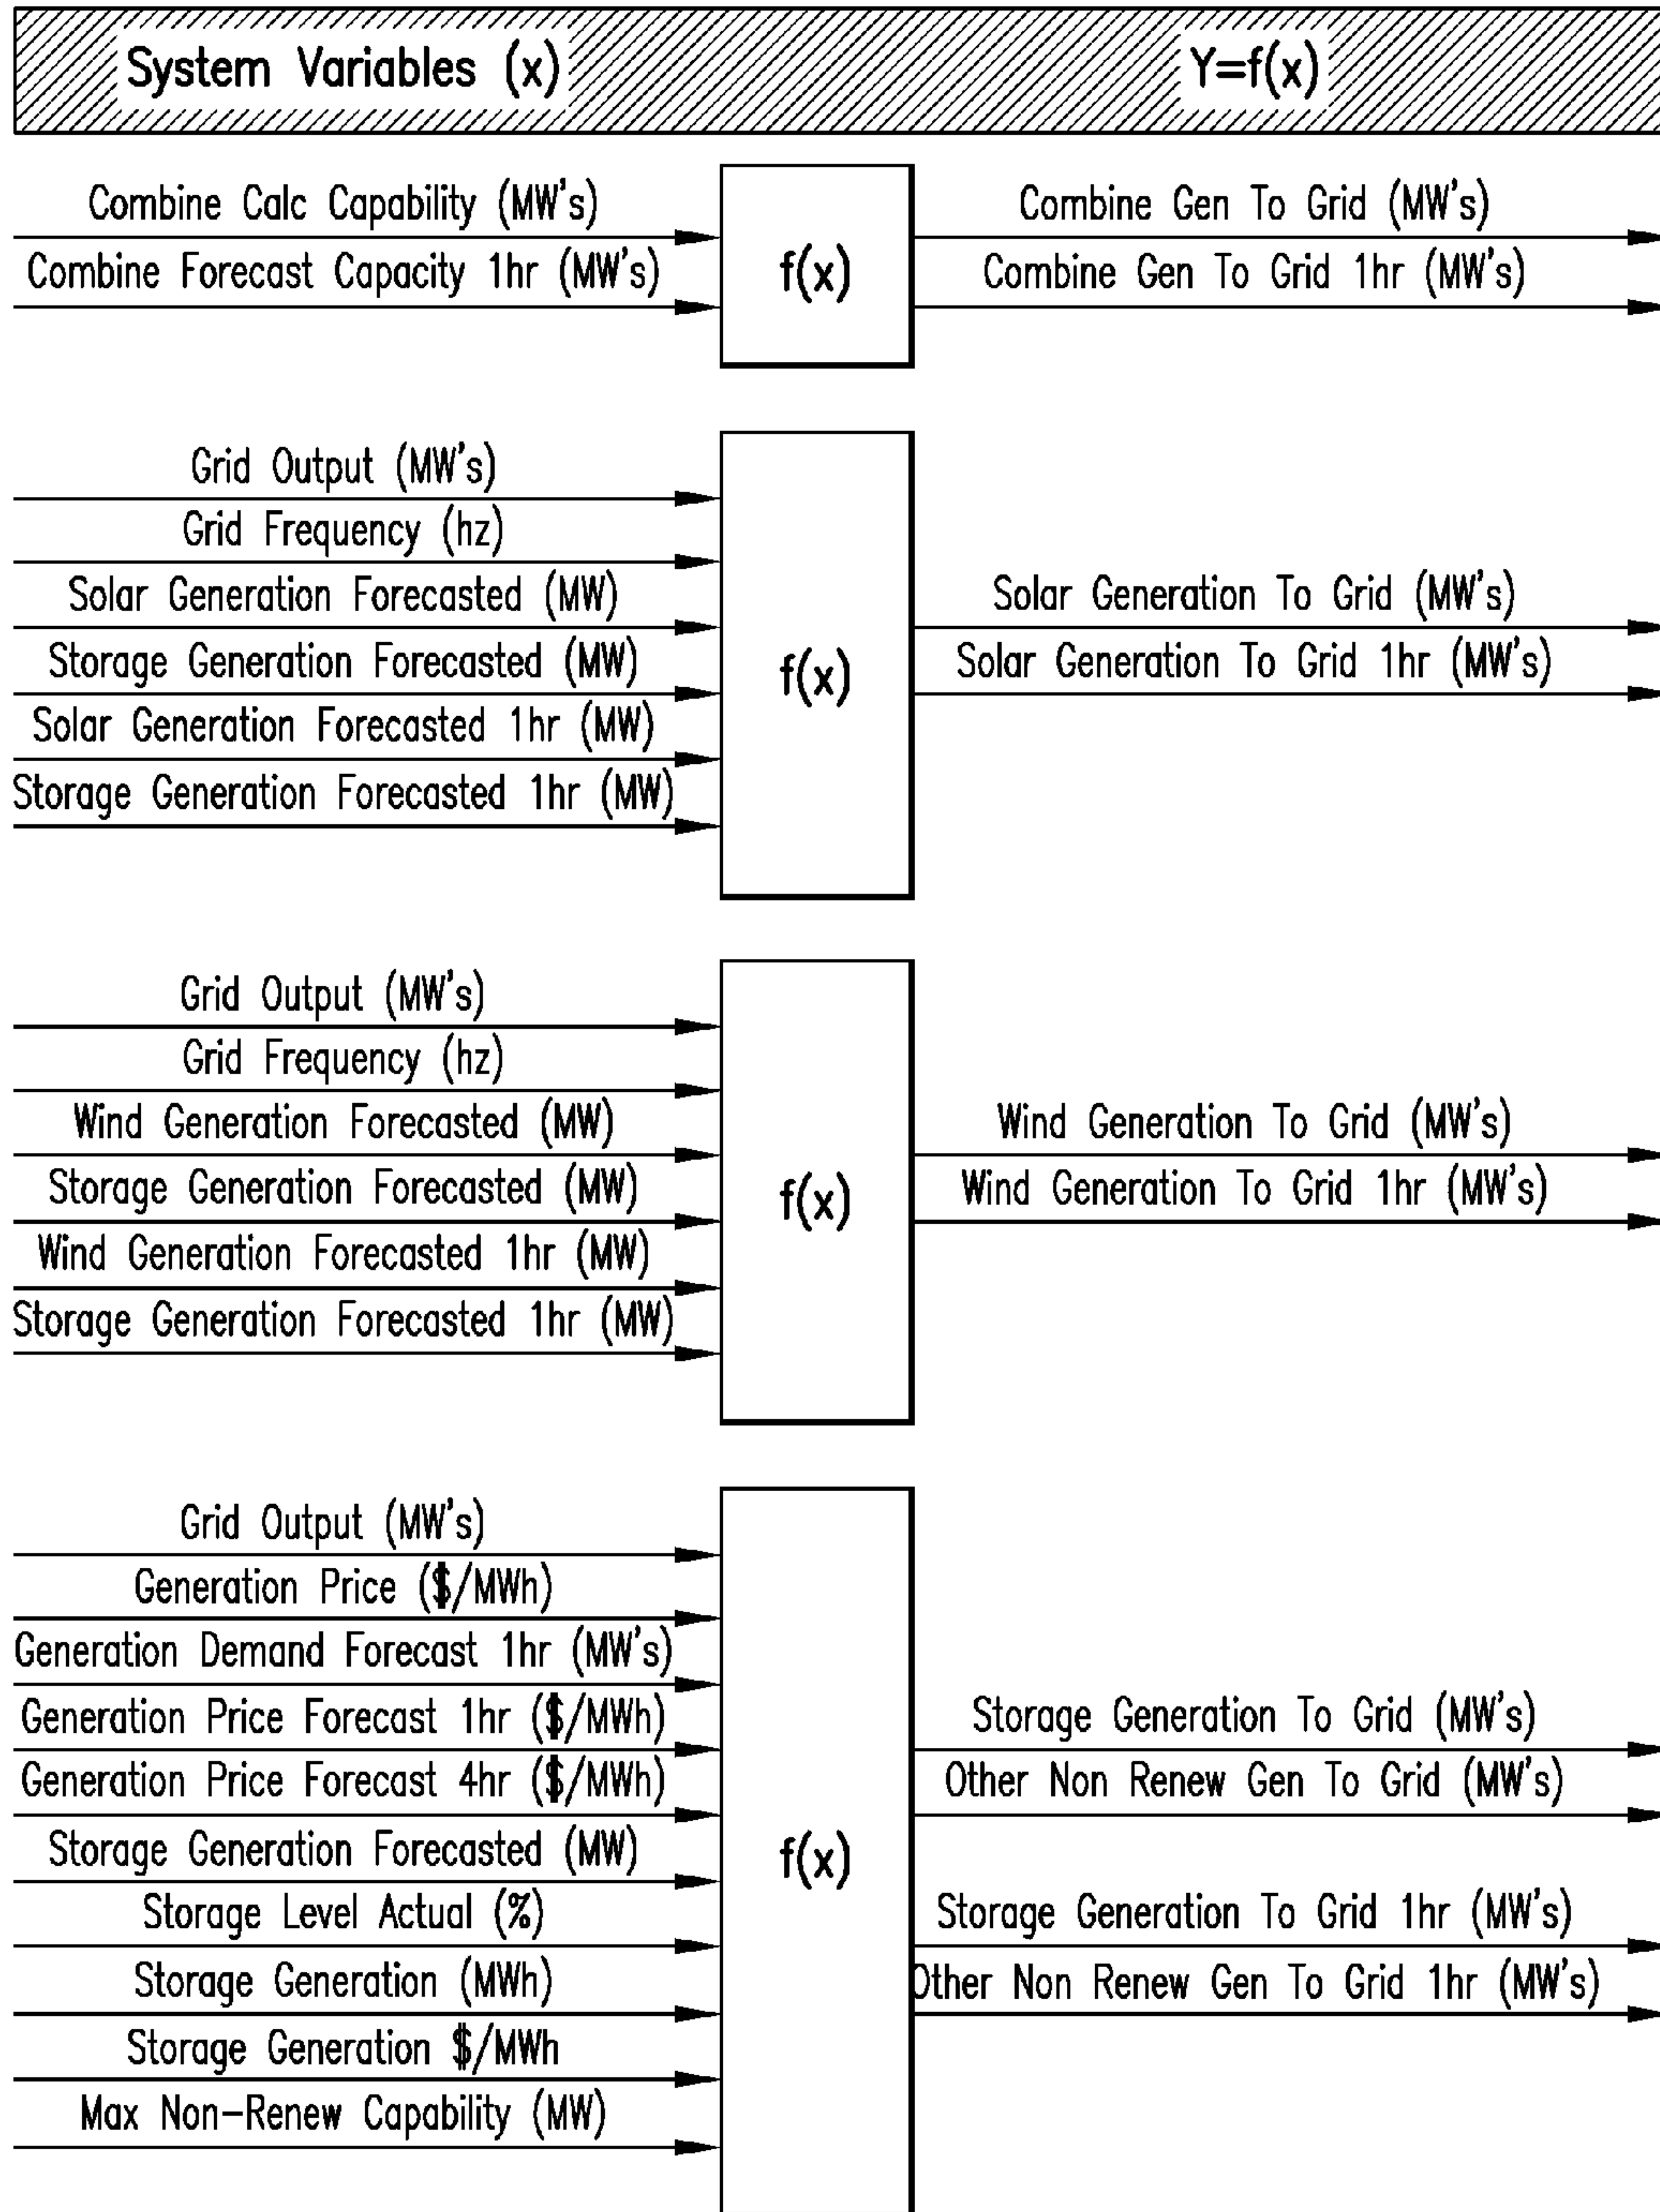 System Variables (x) Y=f(x)
Combine Calc Capability (MW's)
Combine Forecast Capacity 1hr (MW's)
f(x)
Combine Gen To Grid (MW's)
Combine Gen To Grid 1hr (MW's)
Grid Output (MW's)
Grid Frequency (hz)
Solar Generation Forecasted (MW)
Storage Generation Forecasted (MW)
Solar Generation Forecasted 1hr (MW)
Storage Generation Forecasted 1hr (MW)
f(x)
Solar Generation To Grid (MW's)
Solar Generation To Grid 1hr (MW's)
Grid Output (MW's)
Grid Frequency (hz)
Wind Generation Forecasted (MW)
Storage Generation Forecasted (MW)
Wind Generation Forecasted 1hr (MW)
Storage Generation Forecasted 1hr (MW)
f(x)
Wind Generation To Grid (MW's)
Wind Generation To Grid 1hr (MW's)
Grid Output (MW's)
Generation Price ($/MWh)
Generation Demand Forecast 1hr (MW's)
Generation Price Forecast 1hr ($/MWh)
Generation Price Forecast 4hr ($/MWh)
Storage Generation Forecasted (MW)
Storage Level Actual (%)
Storage Generation (MWh)
Storage Generation $/MWh
Max Non-Renew Capability (MW)
f(x)
Storage Generation To Grid (MW's)
Other Non Renew Gen To Grid (MW's)
Storage Generation To Grid 1hr (MW's)
Other Non Renew Gen To Grid 1hr (MW's)